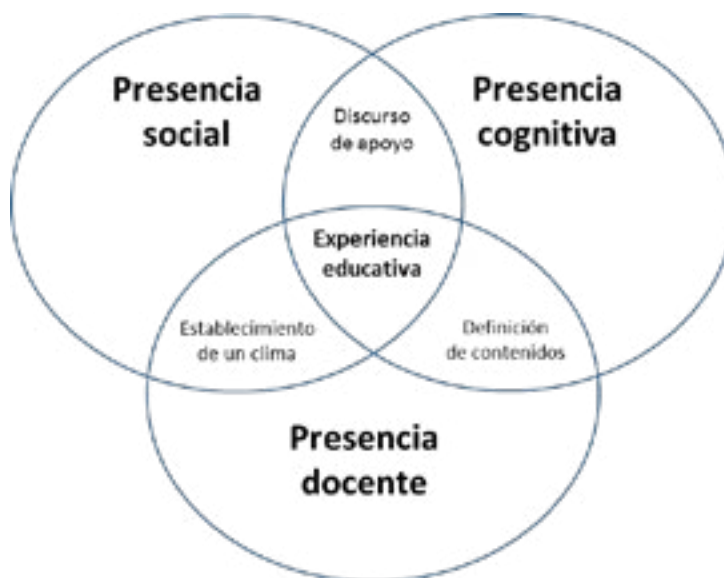 Presencia
social
Discurso
de apoyo
Presencia
cognitiva
Experiencia
educativa
Establecimiento
de un clima
Definición
de contenidos
Presencia
docente